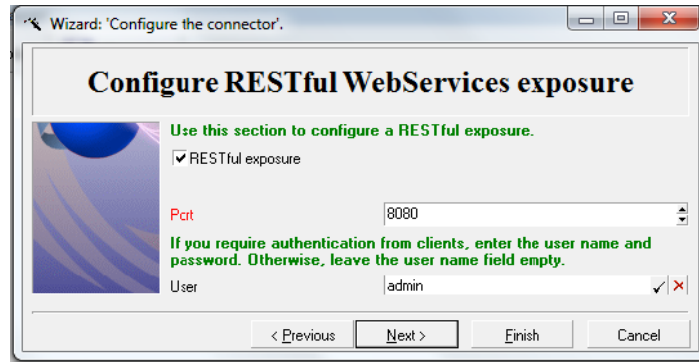 Wizard: 'Configure the connector'.
Configure RESTful WebServices exposure
Use this section to configure a RESTful exposure.
RESTful exposure
Port
8080
If you require authentication from clients, enter the user name and
password. Otherwise, leave the user name field empty.
User
admin
< Previous
Next >
Finish
Cancel